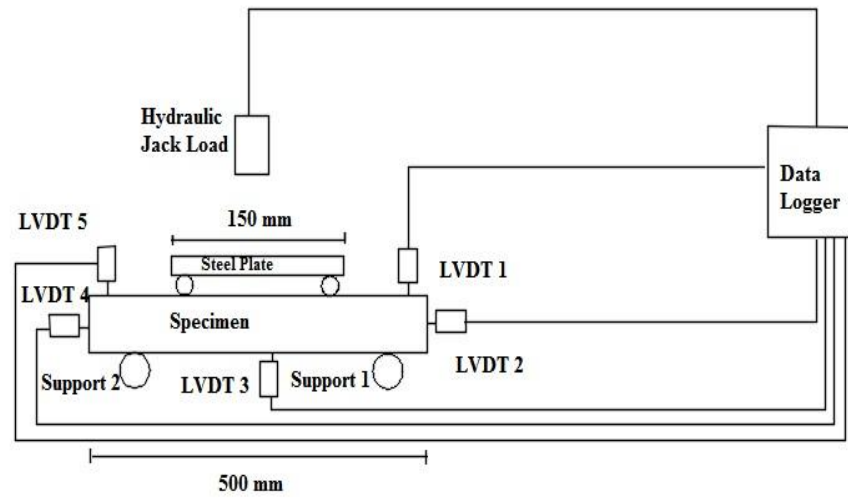 Hydraulic
Jack Load
Data
Logger
150 mm
LVDT 5
Steel Plate
LVDT 1
LVDT 4
Specimen
LVDT 2
Support 2
LVDT 3
Support 1
500 mm